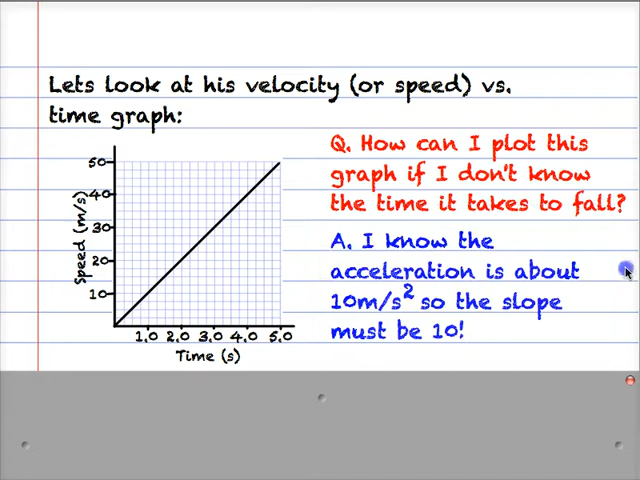 Lets look at his velocity (or speed) vs.
time graph:
Q. How can I plot this
graph if I don't know
the time it takes to fall?
A. I know the
acceleration is about
10m/s² so the slope
must be 10!
Speed (m/s)
50
40
30
20
10
1.0 2.0 3.0 4.0 5.0
Time (s)